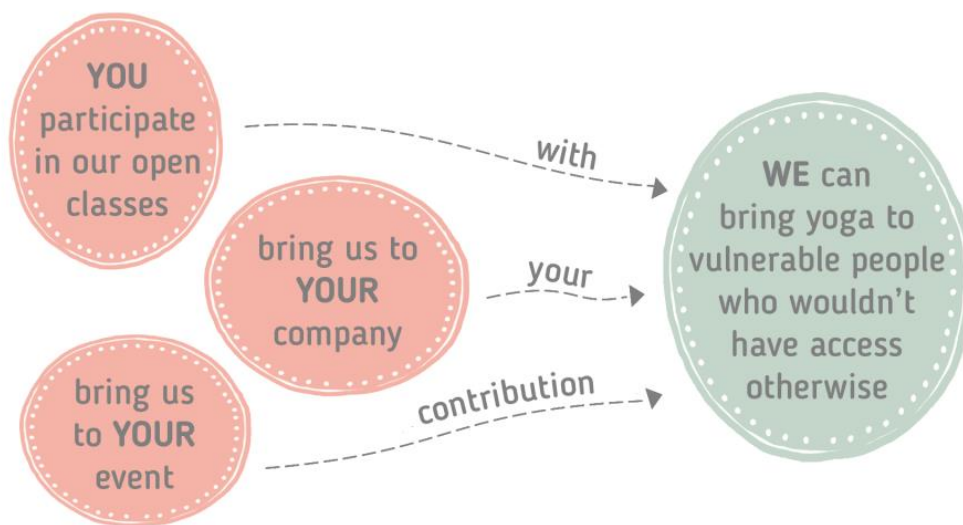 YOU
participate
in our open
classes
bring us to
YOUR
company
bring us
to YOUR
event
with
your
contribution
WE can
bring yoga to
vulnerable people
who wouldn't
have access
otherwise